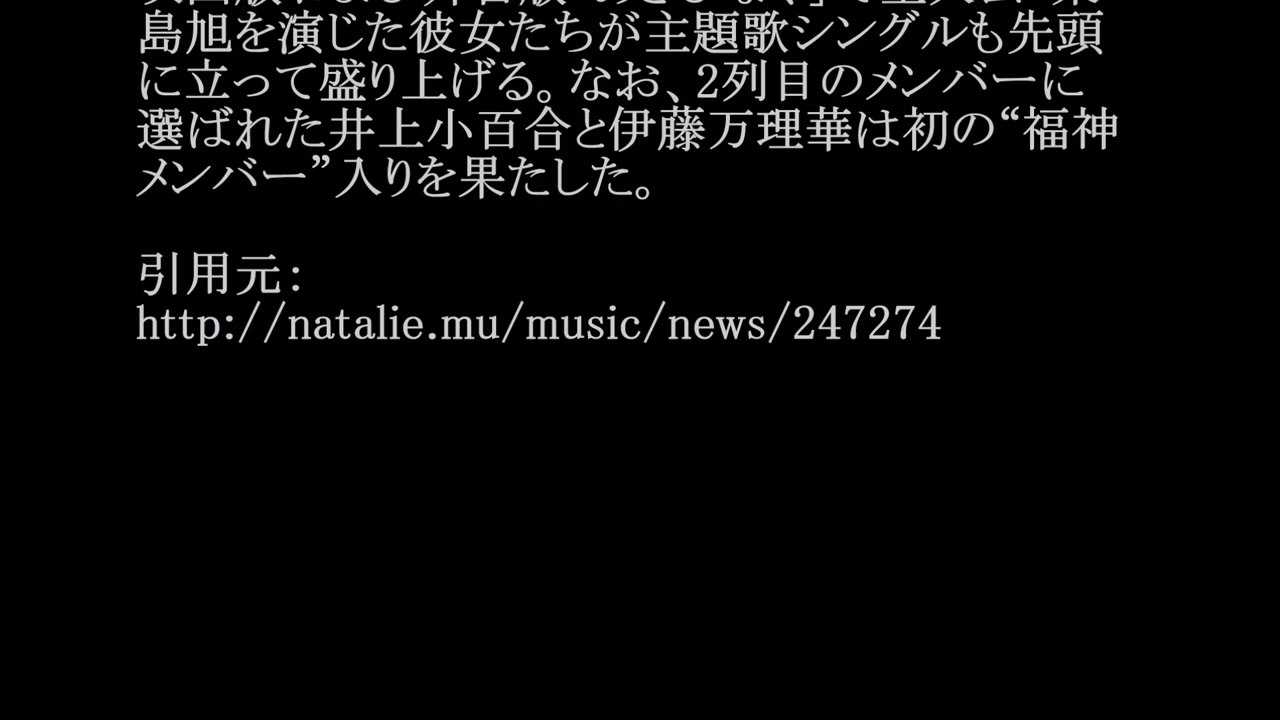 島旭を演じた彼女たちが主題歌シングルも先頭
に立って盛り上げる。なお、2列目のメンバーに
選ばれた井上小百合と伊藤万理華は初の“福神
メンバー”入りを果たした。
引用元：
http://natalie.mu/music/news/247274